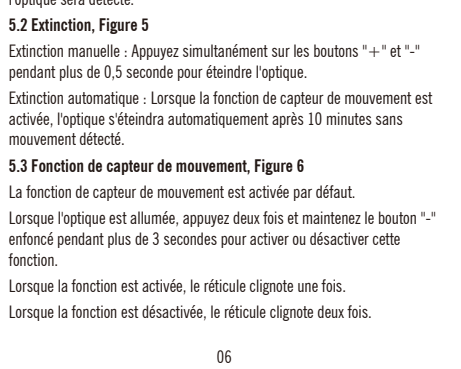 l'optique sera détecté.
5.2 Extinction, Figure 5
Extinction manuelle : Appuyez simultanément sur les boutons "+" et "-"
pendant plus de 0,5 seconde pour éteindre l'optique.
Extinction automatique : Lorsque la fonction de capteur de mouvement est
activée, l'optique s'éteindra automatiquement après 10 minutes sans
mouvement détecté.
5.3 Fonction de capteur de mouvement, Figure 6
La fonction de capteur de mouvement est activée par défaut.
Lorsque l'optique est allumée, appuyez deux fois et maintenez le bouton "-"
enfoncé pendant plus de 3 secondes pour activer ou désactiver cette
fonction.
Lorsque la fonction est activée, le réticule clignote une fois.
Lorsque la fonction est désactivée, le réticule clignote deux fois.
06